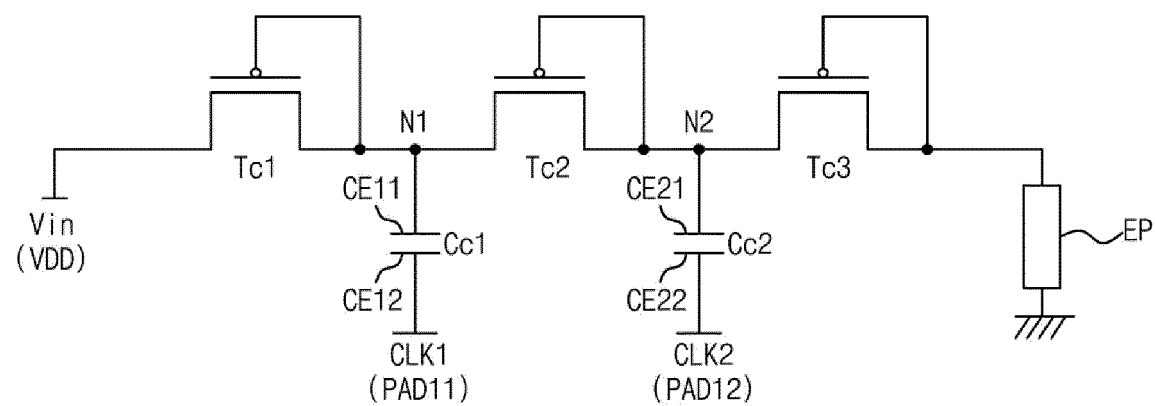 N1
N2
Tc1
Tc2
Tc3
CE11
CE21
Vin
(VDD)
Cc1
Cc2
EP
CE12
CE22
CLK1
(PAD11)
CLK2
(PAD12)